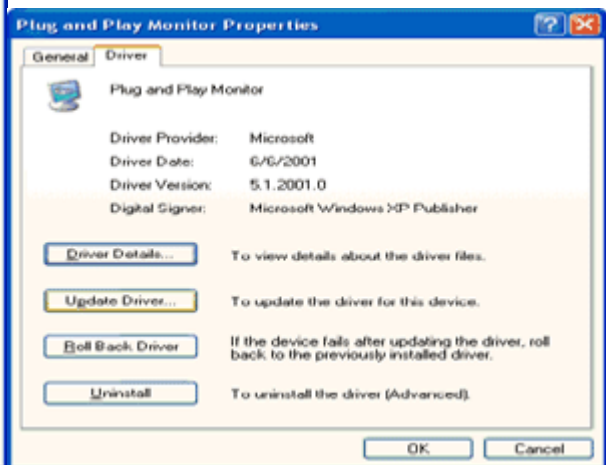 Plug and Play Monitor Properties
General Driver
Plug and Play Monitor
Driver Provider: Microsoft
Driver Date: 6/6/2001
Driver Version: 5.1.2001.0
Digital Signer: Microsoft Windows XP Publisher
Driver Details... To view details about the driver files.
Update Driver... To update the driver for this device.
Roll Back Driver If the device fails after updating the driver, roll
back to the previously installed driver.
Uninstall To uninstall the driver (Advanced).
OK Cancel